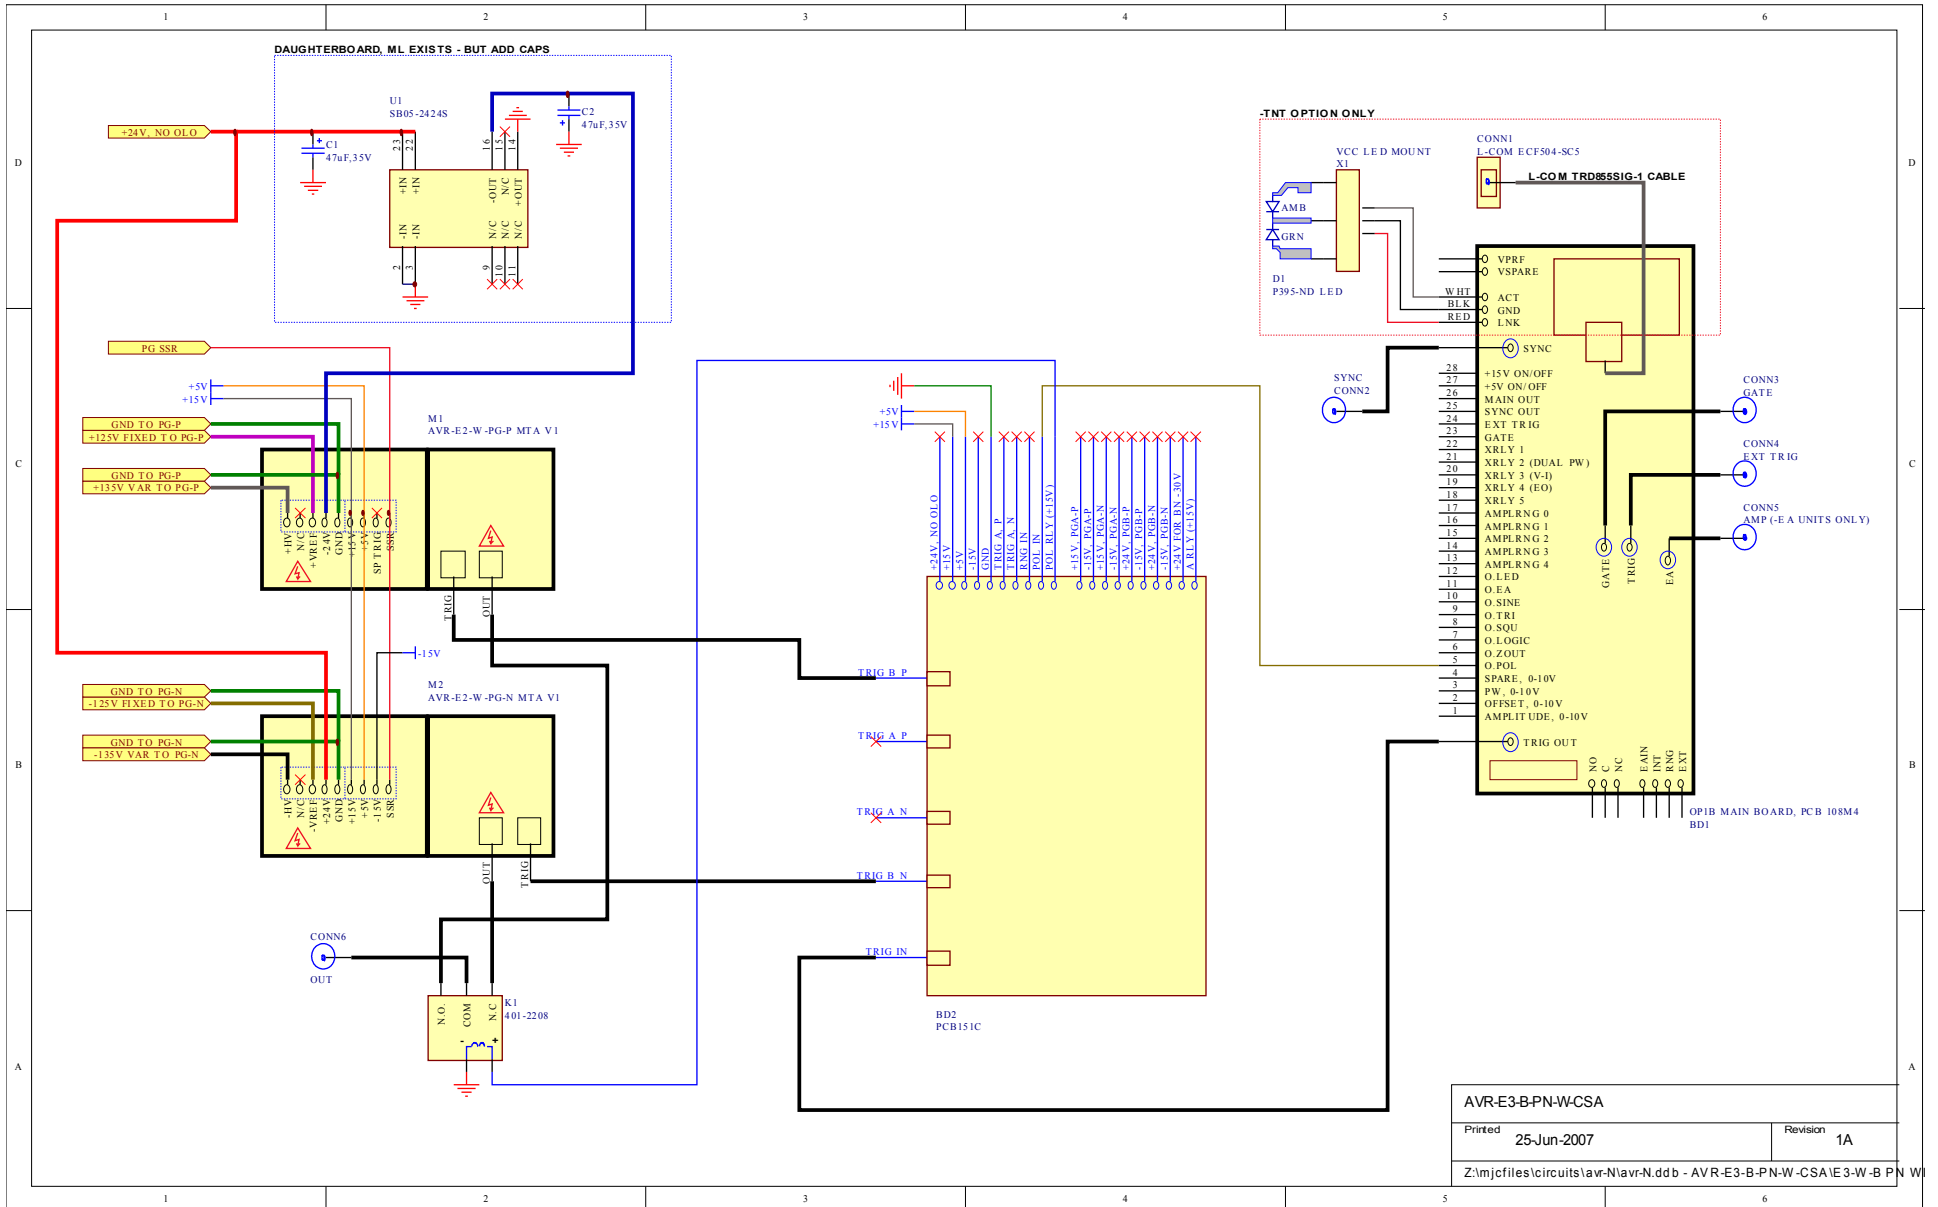 1 2 3 4 5 6
DAUGHTERBOARD, ML EXISTS - BUT ADD CAPS
U1
SB05-2424S
+24V, NO OLO
C1
47uF,35V
C2
47uF,35V
23
22
16
15
14
+IN
+IN
-OUT
N/C
+OUT
-IN
-IN
N/C
N/C
N/C
2
3
9
10
11
D
D
-TNT OPTION ONLY
CONN1
L-COM ECF504-SC5
VCC LED MOUNT
X1
L-COM TRD855SIG-1 CABLE
AMB
GRN
D1
P395-ND LED
WHT
BLK
RED
VPRF
VSPARE
ACT
GND
LNK
SYNC
PG SSR
+5V
+15V
GND TO PG-P
+125V FIXED TO PG-P
GND TO PG-P
+135V VAR TO PG-P
M1
AVR-E2-W-PG-P MTA V1
+HV
N/C
+VREF
-24V
GND
+15V
+5V
SP TRIG
SSR
TRIG
OUT
C
C
+5V
+15V
+24V, NO OLO
+15V
+5V
-15V
GND
TRIG A, P
TRIG A, N
RNG IN
POL IN
POL RLY (+15V)
+15V, PGA-P
-15V, PGA-P
+15V, PGA-N
-15V, PGA-N
+24V, PGB-P
-15V, PGB-P
+24V, PGB-N
-15V, PGB-N
+24V FOR BN -30V
A RLY (+15V)
SYNC
CONN2
28 +15V ON/OFF
27 +5V ON/OFF
26 MAIN OUT
25 SYNC OUT
24 EXT TRIG
23 GATE
22 XRLY 1
21 XRLY 2 (DUAL PW)
20 XRLY 3 (V-I)
19 XRLY 4 (EO)
18 XRLY 5
17 AMPLRNG 0
16 AMPLRNG 1
15 AMPLRNG 2
14 AMPLRNG 3
13 AMPLRNG 4
12 O.LED
11 O.EA
10 O.SINE
9 O.TRI
8 O.SQU
7 O.LOGIC
6 O.ZOUT
5 O.POL
4 SPARE, 0-10V
3 PW, 0-10V
2 OFFSET, 0-10V
1 AMPLITUDE, 0-10V
TRIG OUT
GATE
TRIG
EA
CONN3
GATE
CONN4
EXT TRIG
CONN5
AMP (-EA UNITS ONLY)
NO
C
NC
EAIN
INT
RNG
EXT
OP1B MAIN BOARD, PCB 108M4
BD1
-15V
GND TO PG-N
-125V FIXED TO PG-N
GND TO PG-N
-135V VAR TO PG-N
M2
AVR-E2-W-PG-N MTA V1
-HV
N/C
-VREF
+24V
GND
+15V
+5V
-15V
SSR
OUT
TRIG
B
B
TRIG B P
TRIG A P
TRIG A N
TRIG B N
TRIG IN
BD2
PCB151C
CONN6
OUT
N.O.
COM
N.C
- +
K1
401-2208
A
A
AVR-E3-B-PN-W-CSA
Printed
25-Jun-2007
Revision
1A
Z:\mjcfiles\circuits\avr-N\avr-N.ddb - AVR-E3-B-PN-W-CSA\E3-W-B PN WI
1 2 3 4 5 6